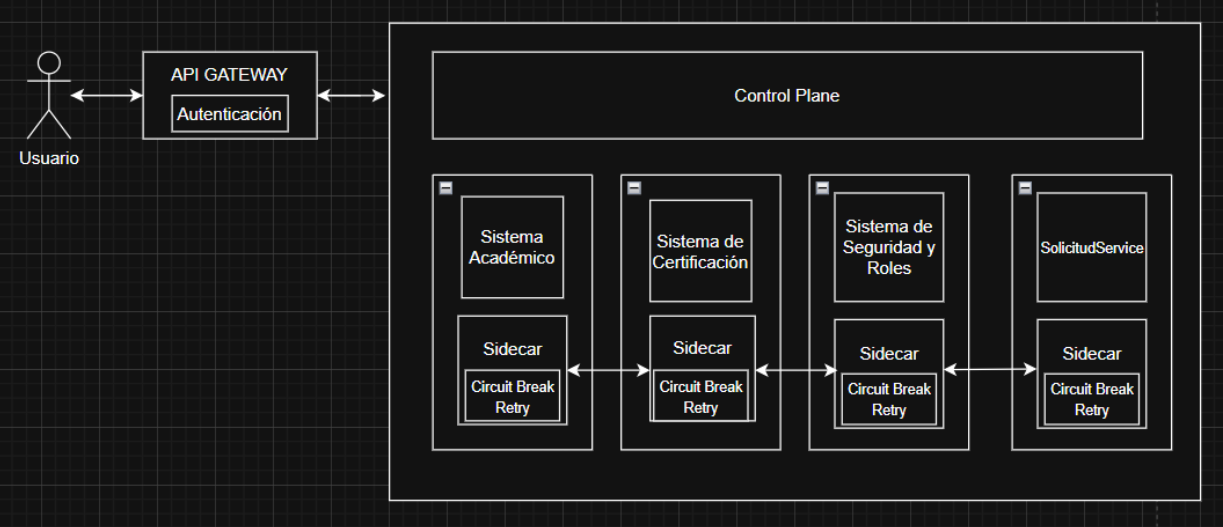 API GATEWAY
Autenticación
Usuario
Control Plane
Sistema
Académico
Sidecar
Circuit Break
Retry
Sistema de
Certificación
Sidecar
Circuit Break
Retry
Sistema de
Seguridad y
Roles
Sidecar
Circuit Break
Retry
SolicitudService
Sidecar
Circuit Break
Retry